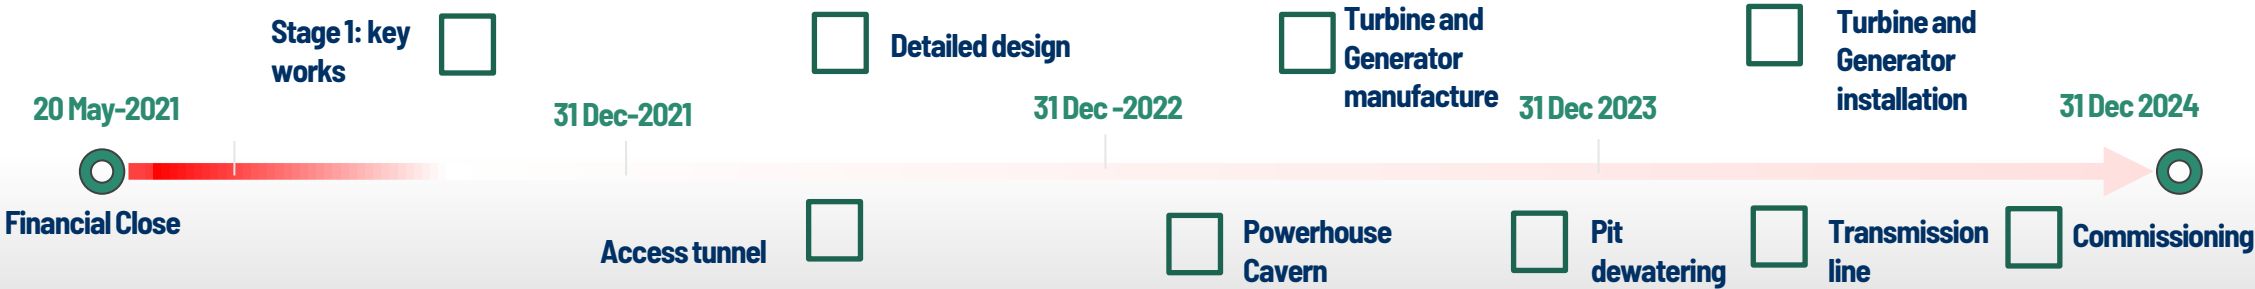 Stage 1: key
works
Detailed design
Turbine and
Generator
manufacture
Turbine and
Generator
installation
20 May-2021
31 Dec-2021
31 Dec -2022
31 Dec 2023
31 Dec 2024
Financial Close
Access tunnel
Powerhouse
Cavern
Pit
dewatering
Transmission
line
Commissioning